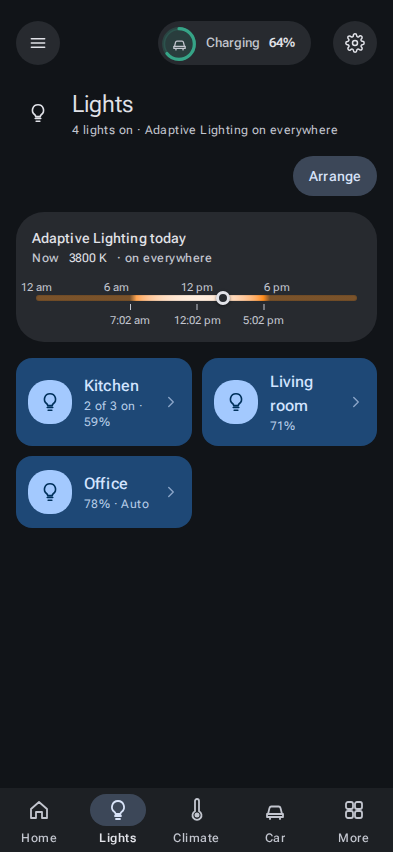 Charging 64%
Lights
4 lights on · Adaptive Lighting on everywhere
Arrange
Adaptive Lighting today
Now 3800 K · on everywhere
12 am 6 am 12 pm 6 pm
7:02 am 12:02 pm 5:02 pm
Kitchen
2 of 3 on ·
59%
Living
room
71%
Office
78% · Auto
Home Lights Climate Car More